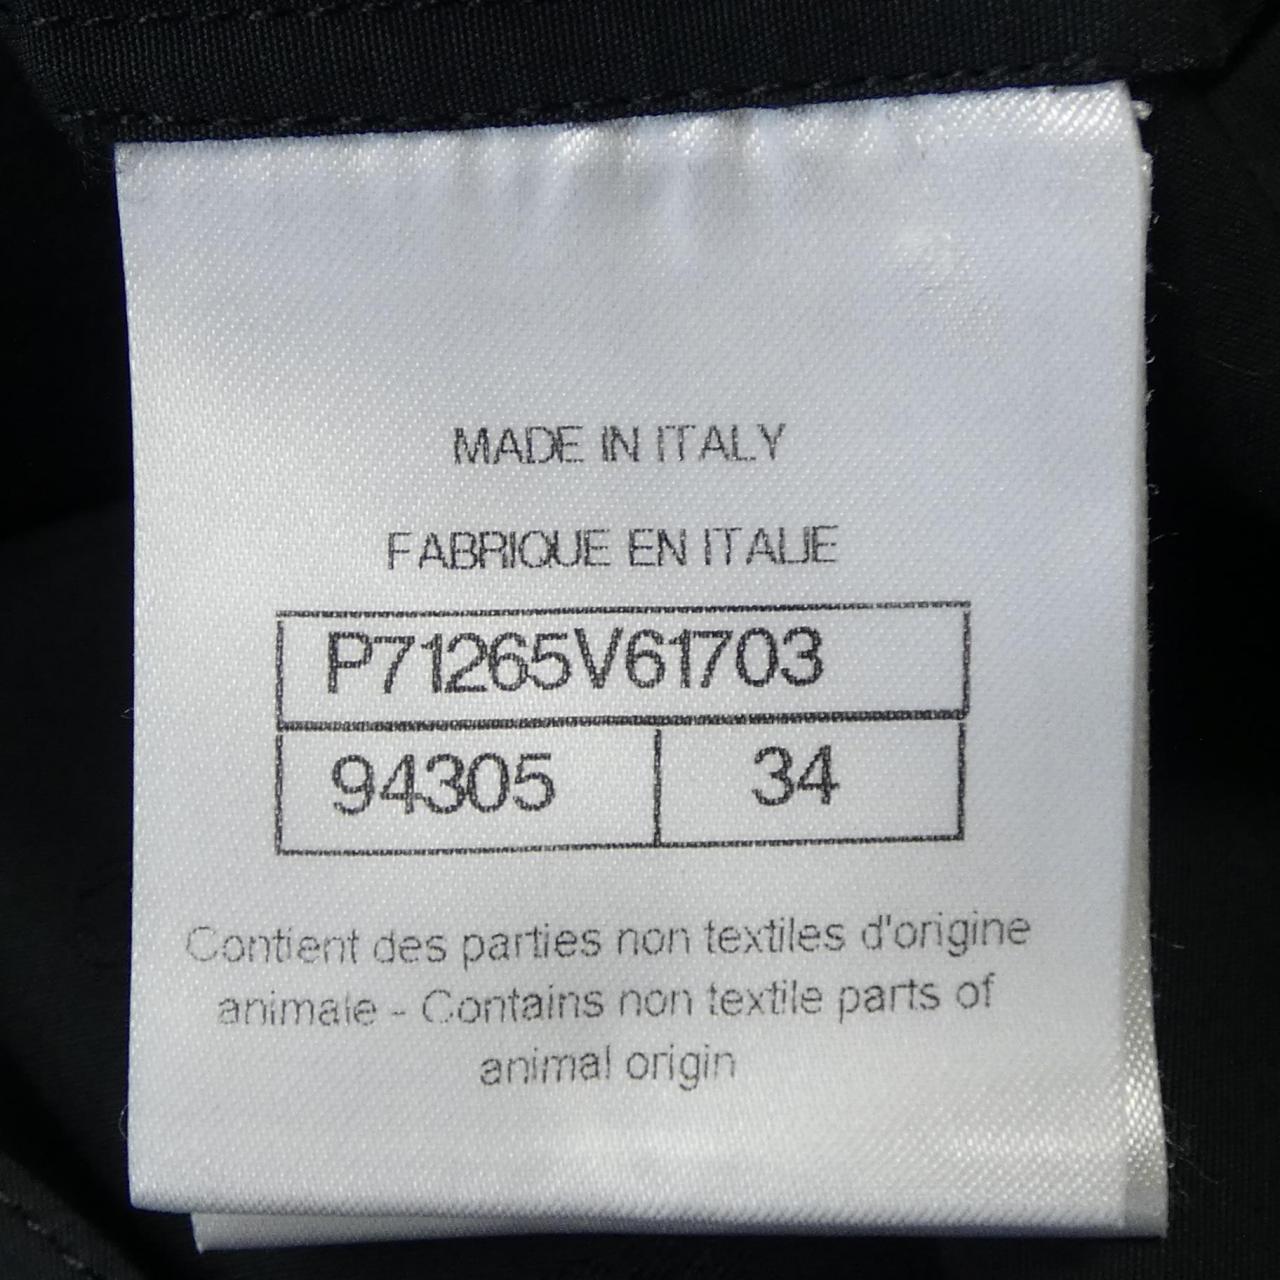 MADE IN ITALY
FABRIQUE EN ITALIE
P71265V61703
94305 34
Contient des parties non textiles d'origine
animale - Contains non textile parts of
animal origin